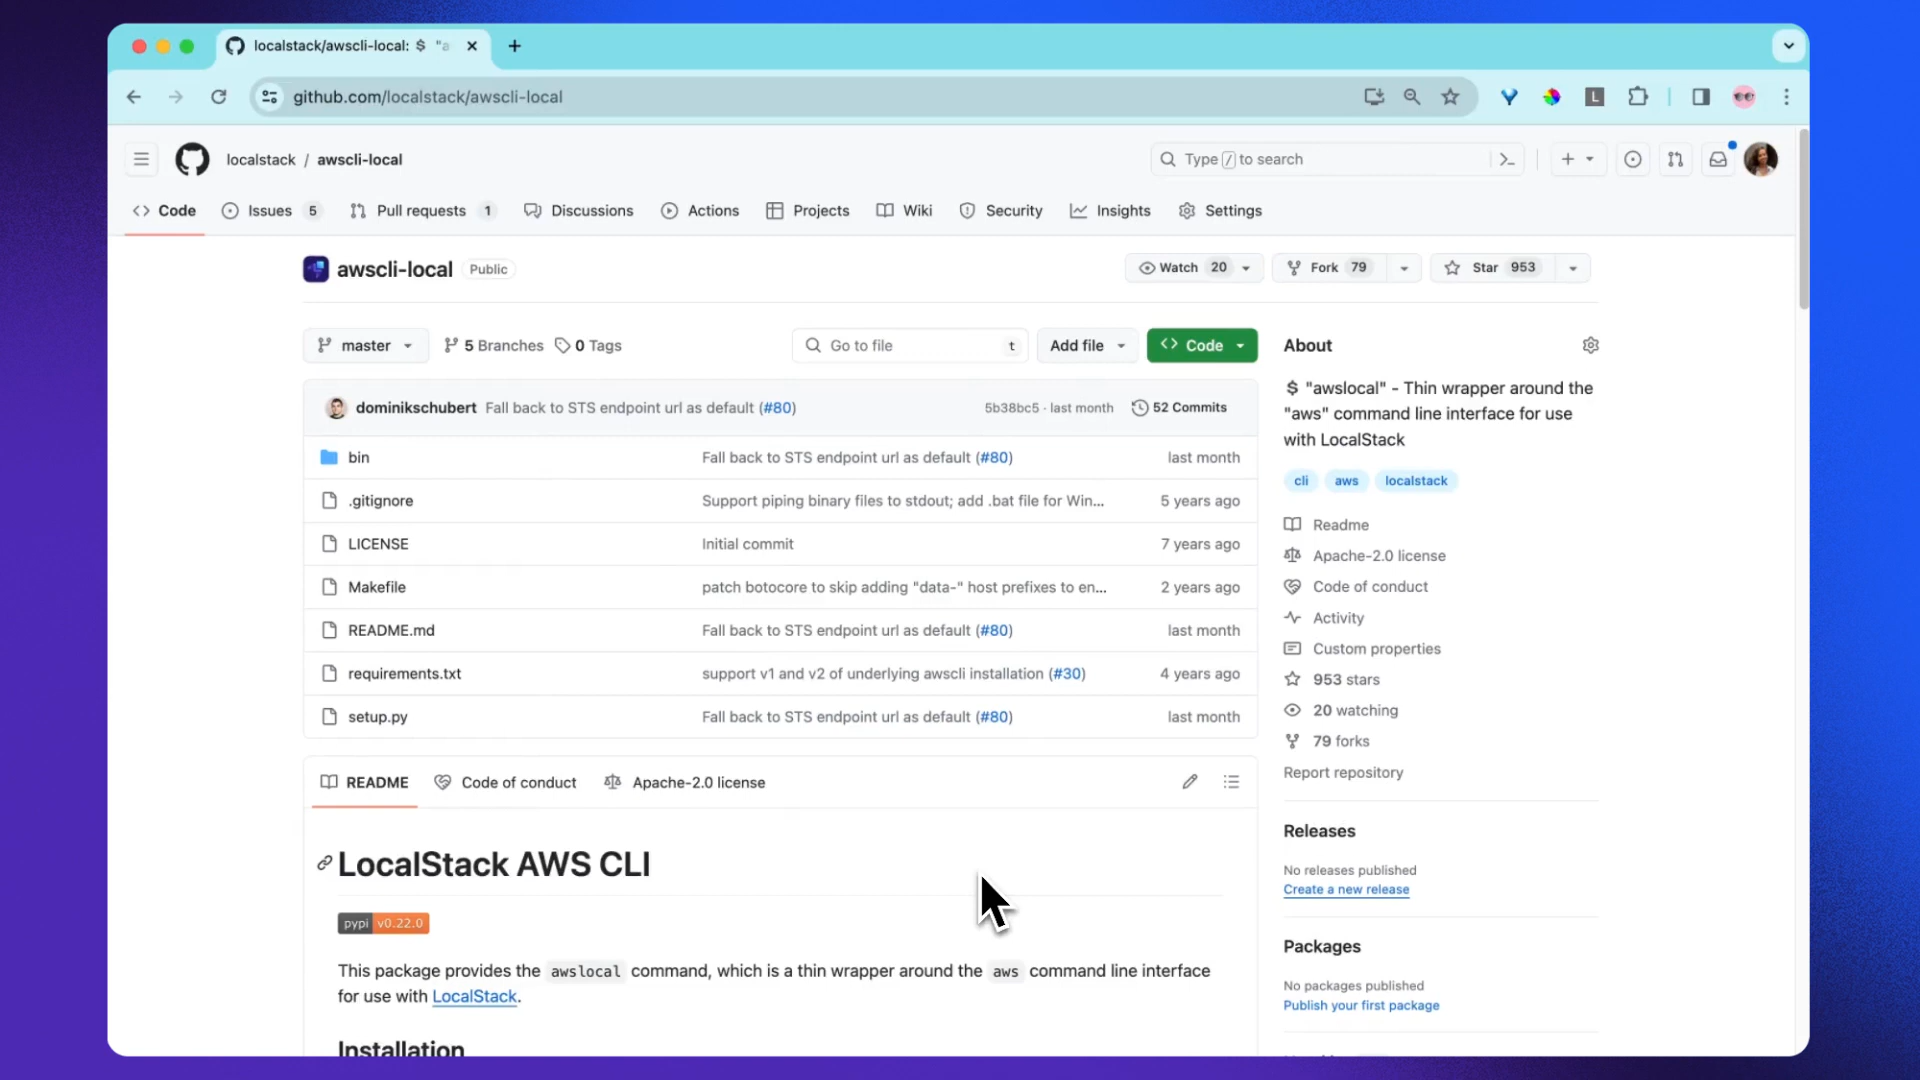 localstack/awscli-local: $ "a
github.com/localstack/awscli-local
L
localstack / awscli-local
Type / to search
Code
Issues 5
Pull requests 1
Discussions
Actions
Projects
Wiki
Security
Insights
Settings
awscli-local Public
Watch 20
Fork 79
Star 953
master
5 Branches
0 Tags
Go to file t
Add file
Code
dominikschubert Fall back to STS endpoint url as default (#80) 5b38bc5 · last month 52 Commits
bin Fall back to STS endpoint url as default (#80) last month
.gitignore Support piping binary files to stdout; add .bat file for Win... 5 years ago
LICENSE Initial commit 7 years ago
Makefile patch botocore to skip adding "data-" host prefixes to en... 2 years ago
README.md Fall back to STS endpoint url as default (#80) last month
requirements.txt support v1 and v2 of underlying awscli installation (#30) 4 years ago
setup.py Fall back to STS endpoint url as default (#80) last month
README
Code of conduct
Apache-2.0 license
LocalStack AWS CLI
pypi v0.22.0
This package provides the awslocal command, which is a thin wrapper around the aws command line interface
for use with LocalStack.
Installation
About
$ "awslocal" - Thin wrapper around the
"aws" command line interface for use
with LocalStack
cli aws localstack
Readme
Apache-2.0 license
Code of conduct
Activity
Custom properties
953 stars
20 watching
79 forks
Report repository
Releases
No releases published
Create a new release
Packages
No packages published
Publish your first package